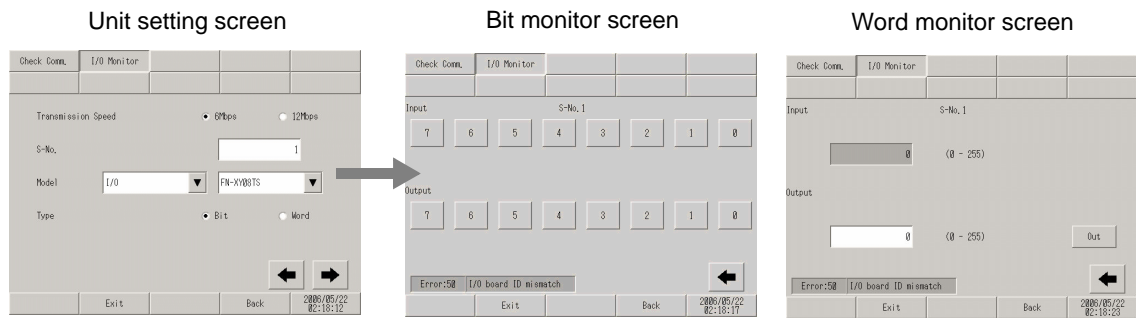 Unit setting screen
Bit monitor screen
Word monitor screen
Check Comm. I/O Monitor
Transmission Speed 6Mbps 12Mbps
S-No. 1
Model I/O FN-XY08TS
Type Bit Word
Exit Back 2006/05/22
02:18:12
Check Comm. I/O Monitor
Input S-No.1
7 6 5 4 3 2 1 0
Output
7 6 5 4 3 2 1 0
Error:50 I/O board ID mismatch
Exit Back 2006/05/22
02:18:17
Check Comm. I/O Monitor
Input S-No.1
0 (0 - 255)
Output
0 (0 - 255) Out
Error:50 I/O board ID mismatch
Exit Back 2006/05/22
02:18:23